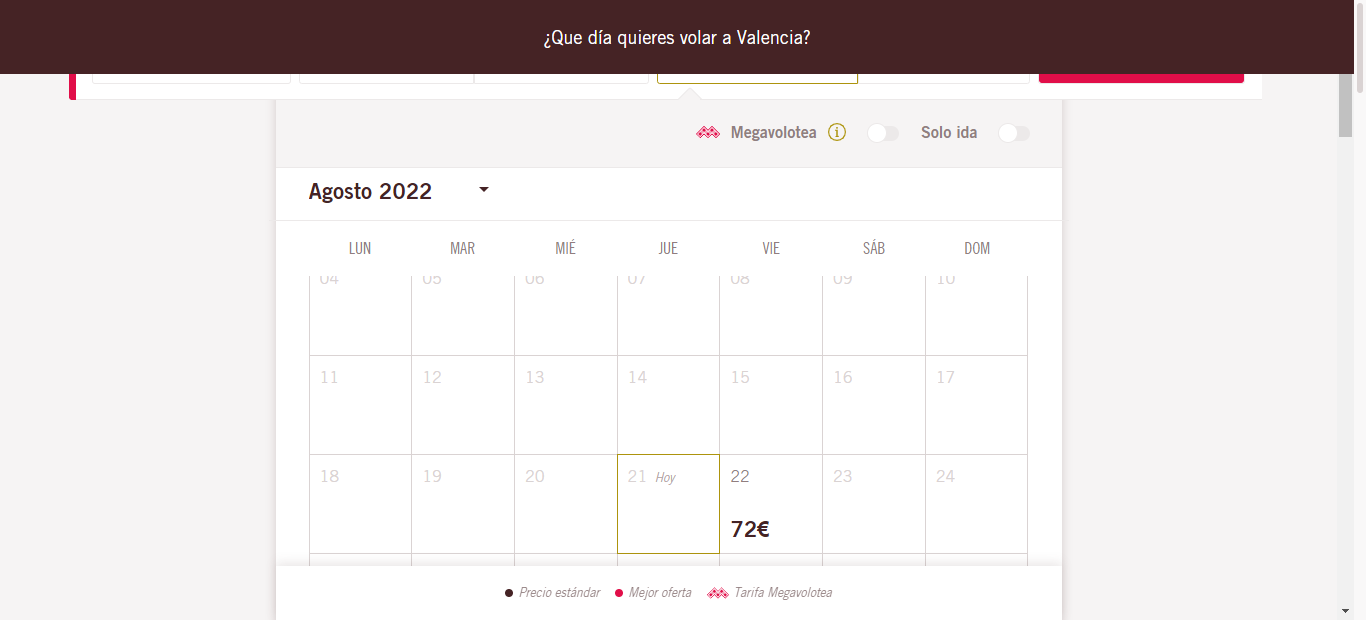 ¿Que día quieres volar a Valencia?
Megavolotea i Solo ida
Agosto 2022
LUN MAR MIÉ JUE VIE SÁB DOM
04 05 06 07 08 09 10
11 12 13 14 15 16 17
18 19 20 21 Hoy 22 23 24
72€
Precio estándar Mejor oferta Tarifa Megavolotea